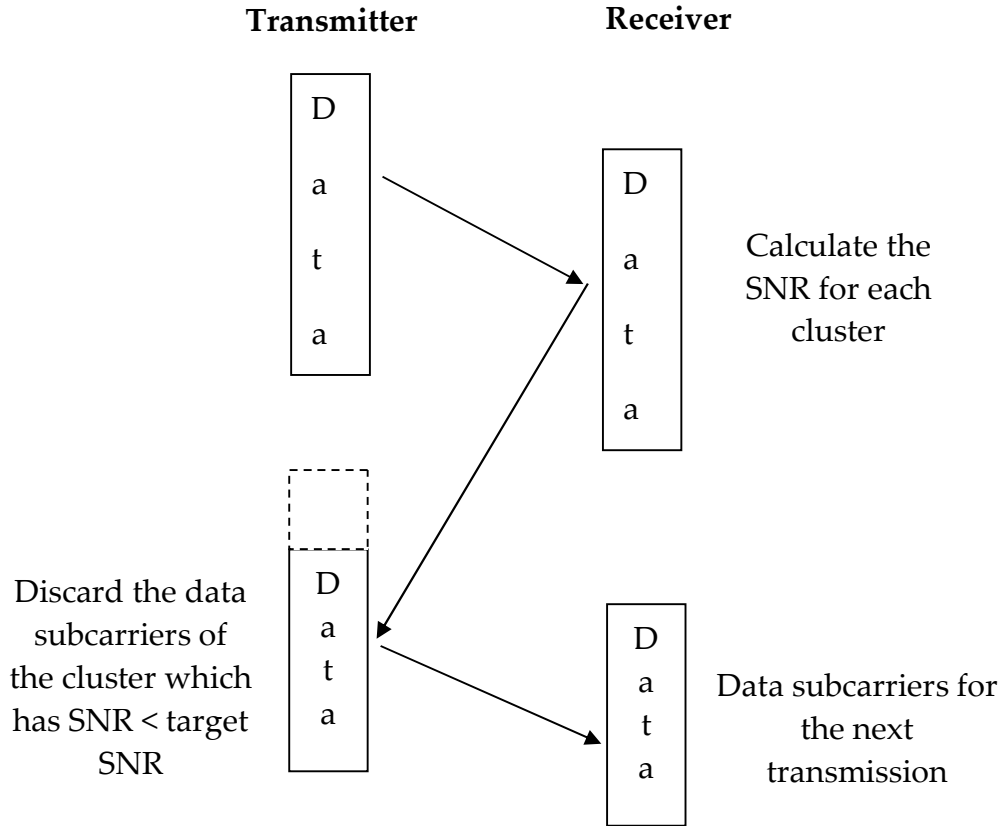 Transmitter
Receiver
D
a
t
a
D
a
t
a
Calculate the
SNR for each
cluster
Discard the data
subcarriers of
the cluster which
has SNR < target
SNR
D
a
t
a
D
a
t
a
Data subcarriers for
the next
transmission